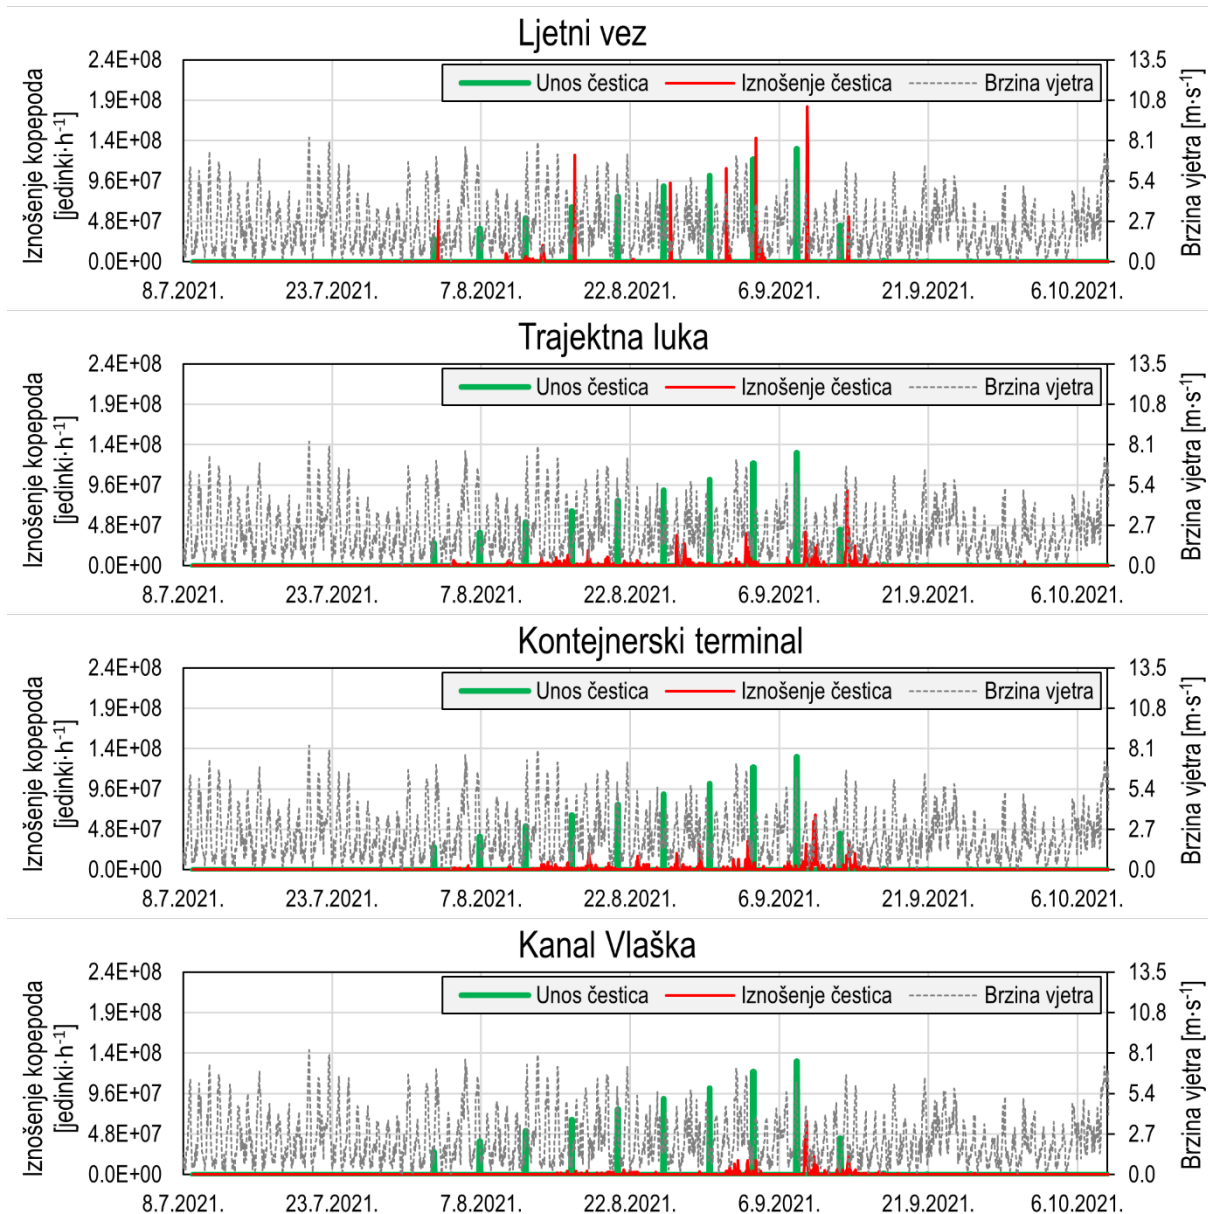 Ljetni vez
Iznošenje kopepoda
[jedinki·h⁻¹]
2.4E+08
1.9E+08
1.4E+08
9.6E+07
4.8E+07
0.0E+00
Unos čestica
Iznošenje čestica
Brzina vjetra
13.5
10.8
8.1
5.4
2.7
0.0
Brzina vjetra [m·s⁻¹]
8.7.2021. 23.7.2021. 7.8.2021. 22.8.2021. 6.9.2021. 21.9.2021. 6.10.2021.
Trajektna luka
Iznošenje kopepoda
[jedinki·h⁻¹]
2.4E+08
1.9E+08
1.4E+08
9.6E+07
4.8E+07
0.0E+00
Unos čestica
Iznošenje čestica
Brzina vjetra
13.5
10.8
8.1
5.4
2.7
0.0
Brzina vjetra [m·s⁻¹]
8.7.2021. 23.7.2021. 7.8.2021. 22.8.2021. 6.9.2021. 21.9.2021. 6.10.2021.
Kontejnerski terminal
Iznošenje kopepoda
[jedinki·h⁻¹]
2.4E+08
1.9E+08
1.4E+08
9.6E+07
4.8E+07
0.0E+00
Unos čestica
Iznošenje čestica
Brzina vjetra
13.5
10.8
8.1
5.4
2.7
0.0
Brzina vjetra [m·s⁻¹]
8.7.2021. 23.7.2021. 7.8.2021. 22.8.2021. 6.9.2021. 21.9.2021. 6.10.2021.
Kanal Vlaška
Iznošenje kopepoda
[jedinki·h⁻¹]
2.4E+08
1.9E+08
1.4E+08
9.6E+07
4.8E+07
0.0E+00
Unos čestica
Iznošenje čestica
Brzina vjetra
13.5
10.8
8.1
5.4
2.7
0.0
Brzina vjetra [m·s⁻¹]
8.7.2021. 23.7.2021. 7.8.2021. 22.8.2021. 6.9.2021. 21.9.2021. 6.10.2021.